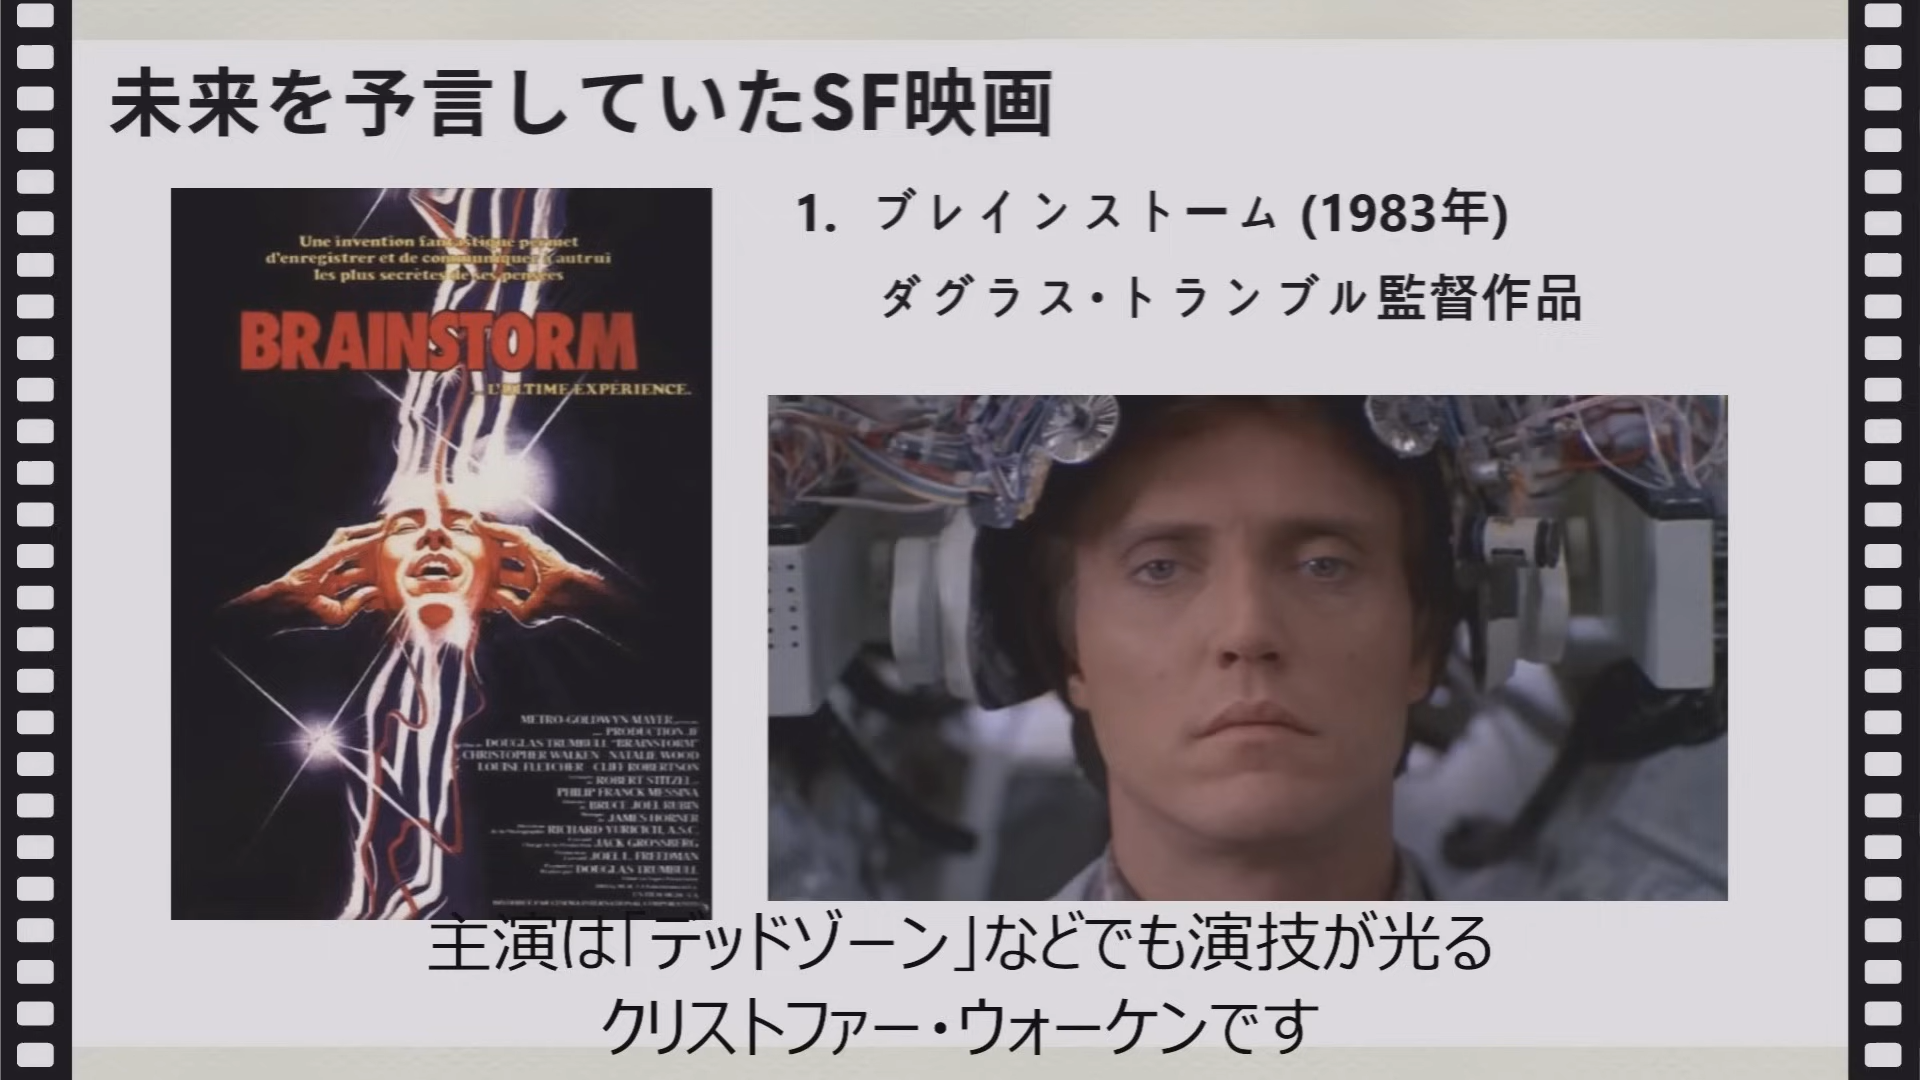 未来を予言していたSF映画
1. ブレインストーム (1983年)
ダグラス・トランブル監督作品
Une invention fantastique permet
d'enregistrer et de communiquer à autrui
les plus secrètes de ses pensées
BRAINSTORM
...L'ULTIME EXPÉRIENCE.
METRO-GOLDWYN-MAYER
PRODUCTION JF
DOUGLAS TRUMBULL "BRAINSTORM"
CHRISTOPHER WALKEN NATALIE WOOD
LOUISE FLETCHER CLIFF ROBERTSON
ROBERT STITZEL
PHILIP FRANCK MESSINA
BRUCE JOEL RUBIN
JAMES HORNER
RICHARD YURICICH, A.S.C.
JACK GROSSBERG
JOEL L. FREEDMAN
DOUGLAS TRUMBULL
主演は「デッドゾーン」などでも演技が光る
クリストファー・ウォーケンです